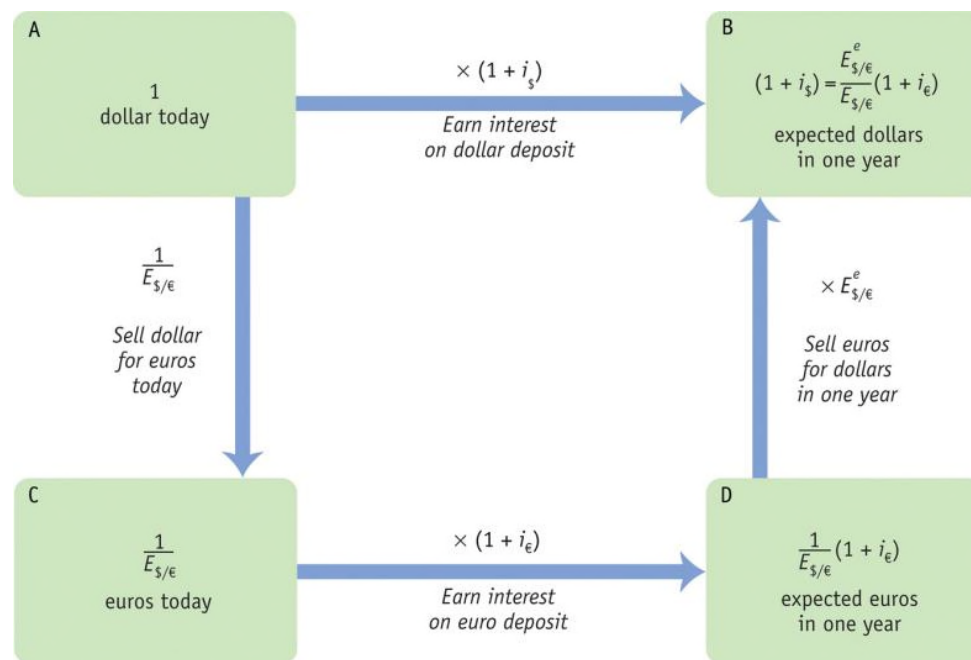 A
1
dollar today
× (1 + i$)
Earn interest
on dollar deposit
B
(1 + i$) = E^e$/€ / E$/€ (1 + i€)
expected dollars
in one year
1
E$/€
Sell dollar
for euros
today
× E^e$/€
Sell euros
for dollars
in one year
C
1
E$/€
euros today
× (1 + i€)
Earn interest
on euro deposit
D
1
E$/€ (1 + i€)
expected euros
in one year